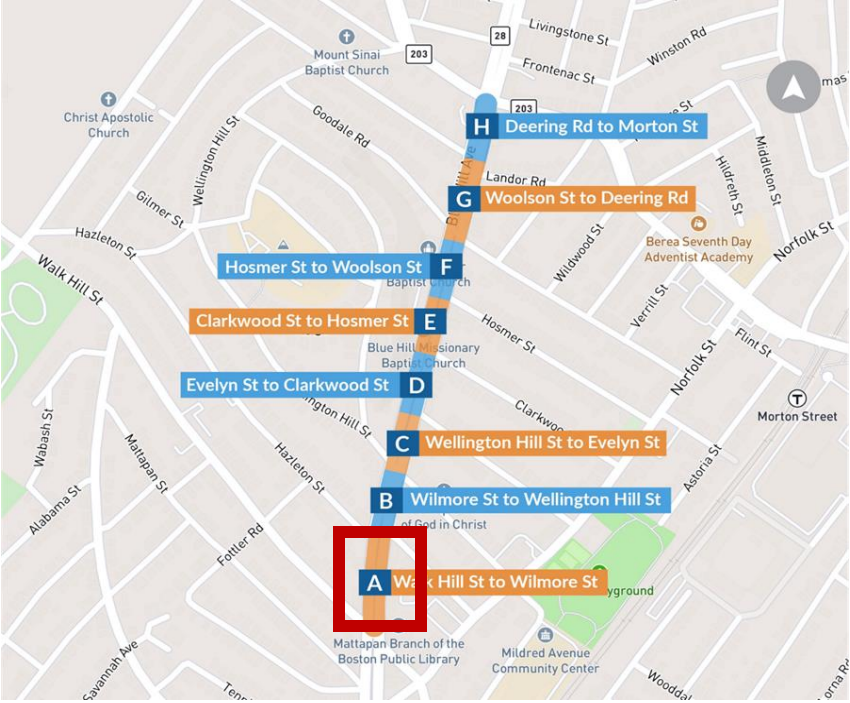 Livingstone St
28
Winston Rd
Mount Sinai
Baptist Church
203
Frontenac St
Christ Apostolic
Church
Goodale Rd
203
H Deering Rd to Morton St
Wellington Hill St
Middleton St
Landor Rd
Hildreth St
Gilmer St
G Woolson St to Deering Rd
Hazleton St
Berea Seventh Day
Adventist Academy
Norfolk St
Wildwood St
Walk Hill St
Hosmer St to Woolson St F
Baptist Church
Verrill St
Clarkwood St to Hosmer St E
Hosmer St
Flint St
Blue Hill Missionary
Baptist Church
Norfolk St
Evelyn St to Clarkwood St D
T
Morton Street
Wabash St
Mattapan St
C Wellington Hill St to Evelyn St
Hazleton St
Astoria St
B Wilmore St to Wellington Hill St
Alabama St
of God in Christ
Fottler Rd
A Walk Hill St to Wilmore St
Mattapan Branch of the
Boston Public Library
Mildred Avenue
Community Center
Savannah Ave